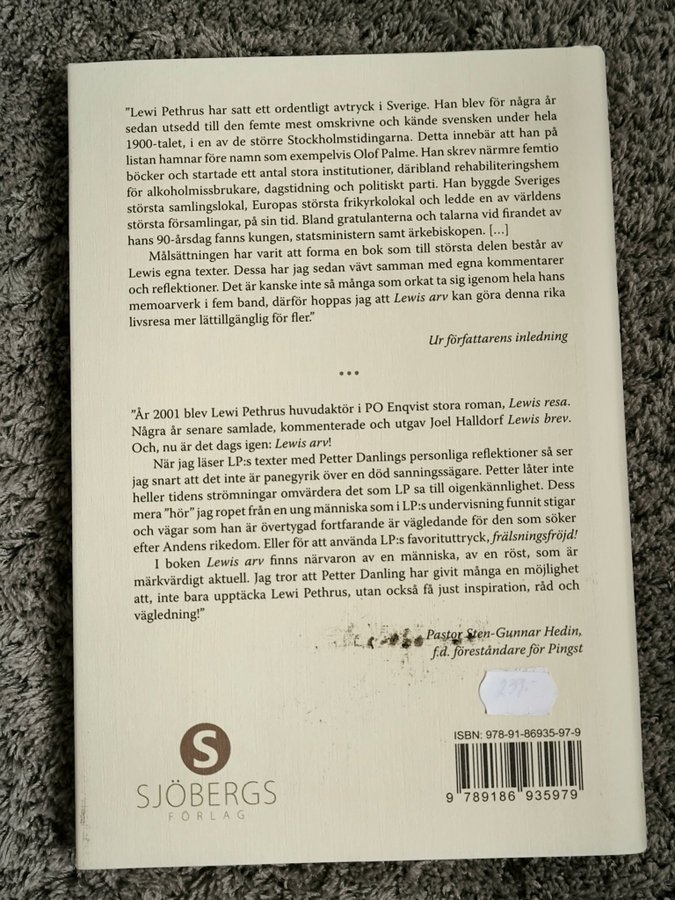 ”Lewi Pethrus har satt ett ordentligt avtryck i Sverige. Han blev för några år
sedan utsedd till den femte mest omskrivne och kände svensken under hela
1900-talet, i en av de större Stockholmstidingarna. Detta innebär att han på
listan hamnar före namn som exempelvis Olof Palme. Han skrev närmre femtio
böcker och startade ett antal stora institutioner, däribland rehabiliteringshem
för alkoholmissbrukare, dagstidning och politiskt parti. Han byggde Sveriges
största samlingslokal, Europas största frikyrkolokal och ledde en av världens
största församlingar, på sin tid. Bland gratulanterna och talarna vid firandet av
hans 90-årsdag fanns kungen, statsministern samt ärkebiskopen. [...]
Målsättningen har varit att forma en bok som till största delen består av
Lewis egna texter. Dessa har jag sedan vävt samman med egna kommentarer
och reflektioner. Det är kanske inte så många som orkat ta sig igenom hela hans
memoarverk i fem band, därför hoppas jag att Lewis arv kan göra denna rika
livsresa mer lättillgänglig för fler.”
Ur författarens inledning
•••
”År 2001 blev Lewi Pethrus huvudaktör i PO Enqvist stora roman, Lewis resa.
Några år senare samlade, kommenterade och utgav Joel Halldorf Lewis brev.
Och, nu är det dags igen: Lewis arv!
När jag läser LP:s texter med Petter Danlings personliga reflektioner så ser
jag snart att det inte är panegyrik över en död sanningssägare. Petter låter inte
heller tidens strömningar omvärdera det som LP sa till oigenkännlighet. Dess
mera ”hör” jag ropet från en ung människa som i LP:s undervisning funnit stigar
och vägar som han är övertygad fortfarande är vägledande för den som söker
efter Andens rikedom. Eller för att använda LP:s favorituttryck, frälsningsfröjd!
I boken Lewis arv finns närvaron av en människa, av en röst, som är
märkvärdigt aktuell. Jag tror att Petter Danling har givit många en möjlighet
att, inte bara upptäcka Lewi Pethrus, utan också få just inspiration, råd och
vägledning!”
Pastor Sten-Gunnar Hedin,
f.d. föreståndare för Pingst
239:-
ISBN: 978-91-86935-97-9
9 789186 935979
S
SJÖBERGS
FÖRLAG